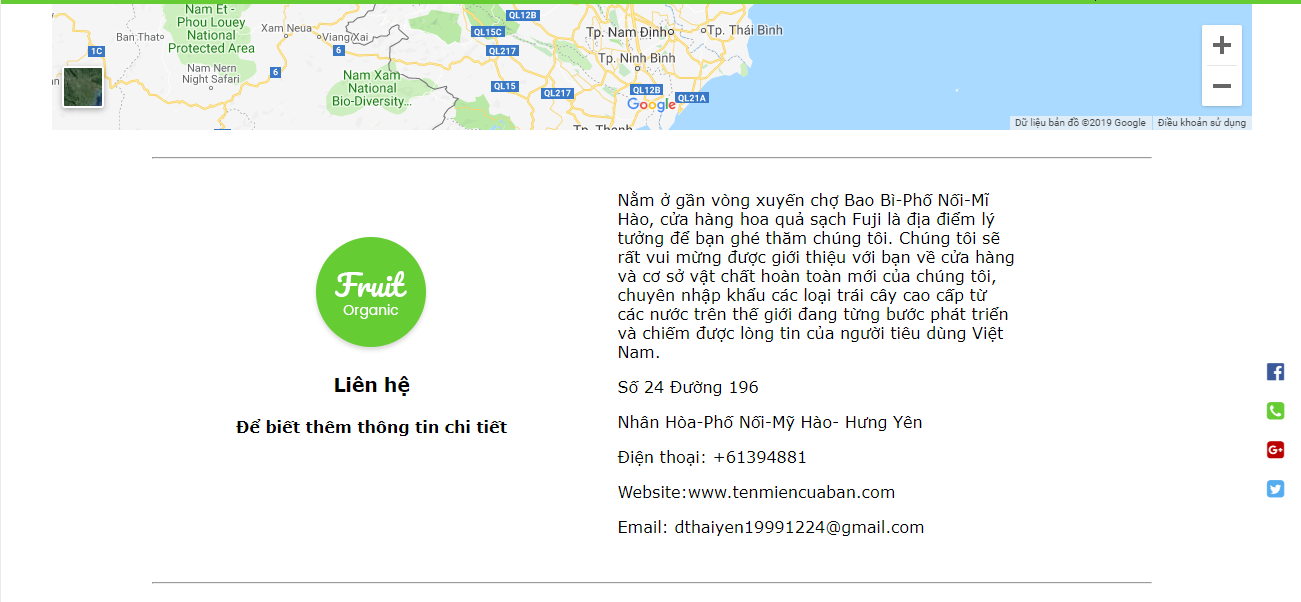 QL12B
Nam Et -
Phou Louey
National
Protected Area
Xam Neua
Ban Thato
Viang Xai
QL15C
Tp. Nam Định
Tp. Thái Bình
1C
6
QL217
Tp. Ninh Bình
Nam Nern
Night Safari
6
Nam Xam
National
Bio-Diversity...
QL15
QL217
QL12B
Google
QL21A
Dữ liệu bản đồ ©2019 Google
Điều khoản sử dụng
Nằm ở gần vòng xuyến chợ Bao Bì-Phố Nối-Mĩ
Hào, cửa hàng hoa quả sạch Fuji là địa điểm lý
tưởng để bạn ghé thăm chúng tôi. Chúng tôi sẽ
rất vui mừng được giới thiệu với bạn về cửa hàng
và cơ sở vật chất hoàn toàn mới của chúng tôi,
chuyên nhập khẩu các loại trái cây cao cấp từ
các nước trên thế giới đang từng bước phát triển
và chiếm được lòng tin của người tiêu dùng Việt
Nam.
Fruit
Organic
Liên hệ
Để biết thêm thông tin chi tiết
Số 24 Đường 196
Nhân Hòa-Phố Nối-Mỹ Hào- Hưng Yên
Điện thoại: +61394881
Website:www.tenmiencuaban.com
Email: dthaiyen19991224@gmail.com